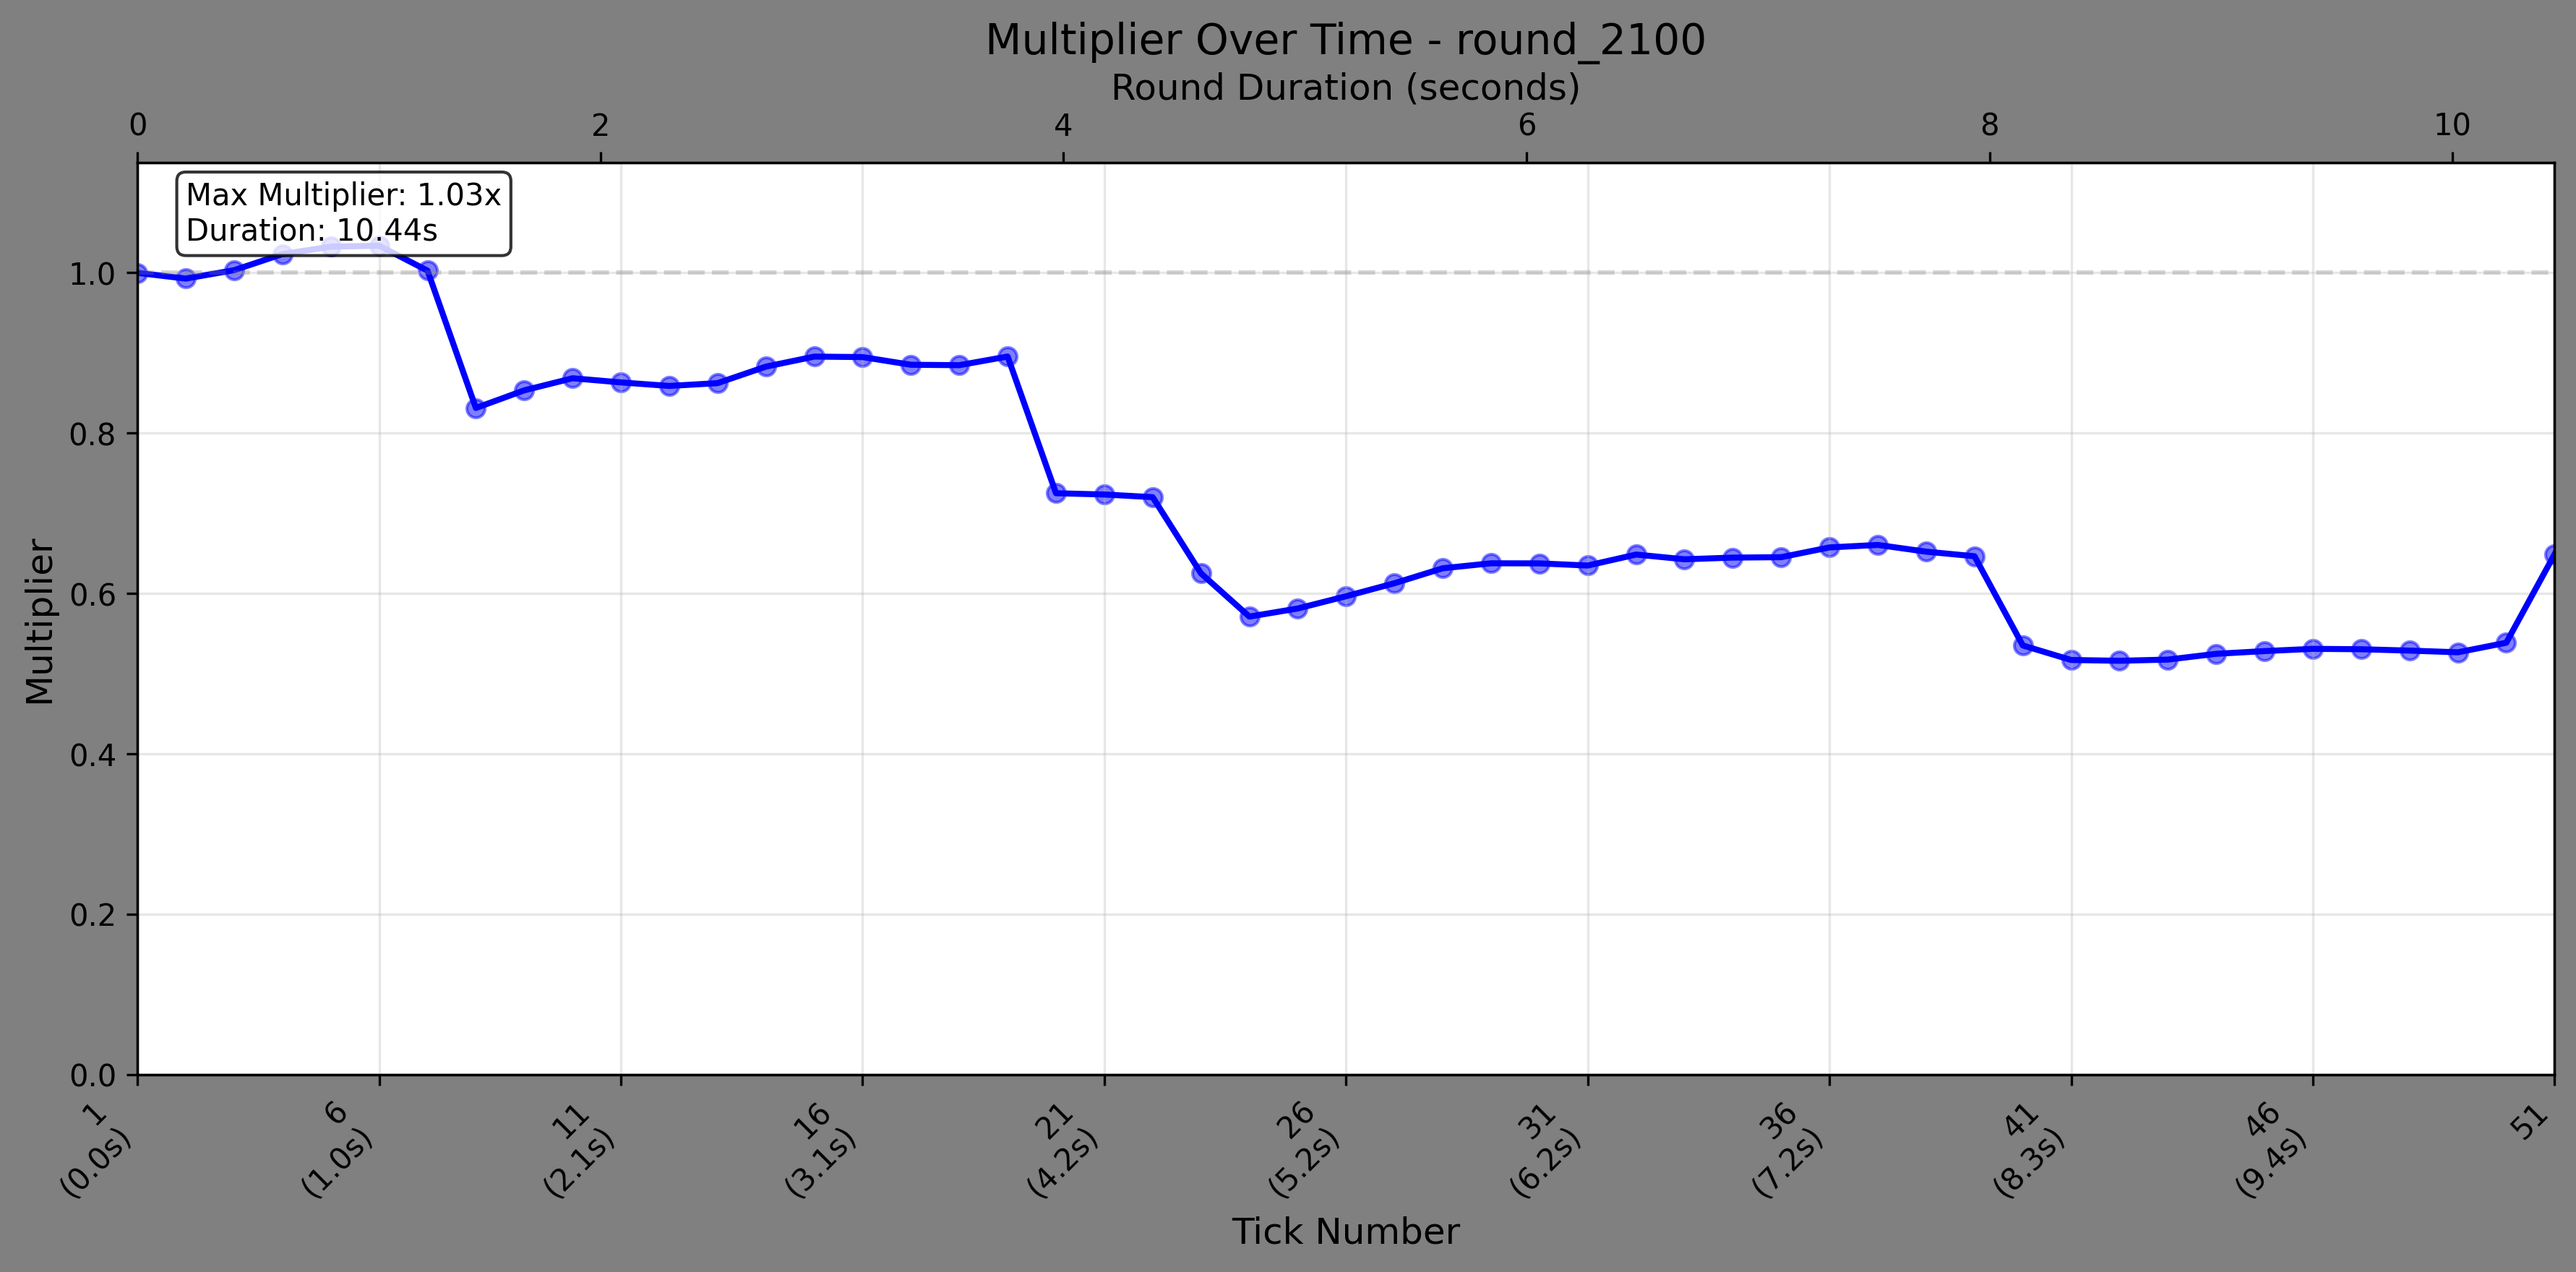 Multiplier Over Time - round_2100
Round Duration (seconds)
0 2 4 6 8 10
Max Multiplier: 1.03x
Duration: 10.44s
1.0
0.8
0.6
0.4
0.2
0.0
Multiplier
1
(0.0s)
6
(1.0s)
11
(2.1s)
16
(3.1s)
21
(4.2s)
26
(5.2s)
31
(6.2s)
36
(7.2s)
41
(8.3s)
46
(9.4s)
51
Tick Number